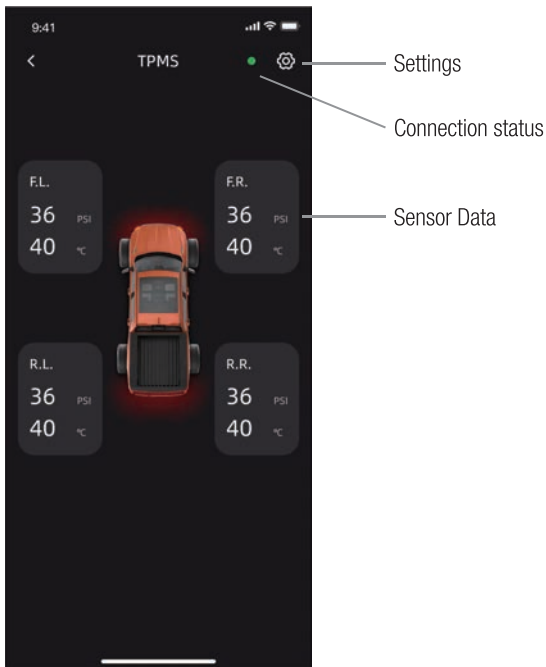 9:41
TPMS
Settings
Connection status
F.L.
36 PSI
40 °C
F.R.
36 PSI
40 °C
Sensor Data
R.L.
36 PSI
40 °C
R.R.
36 PSI
40 °C